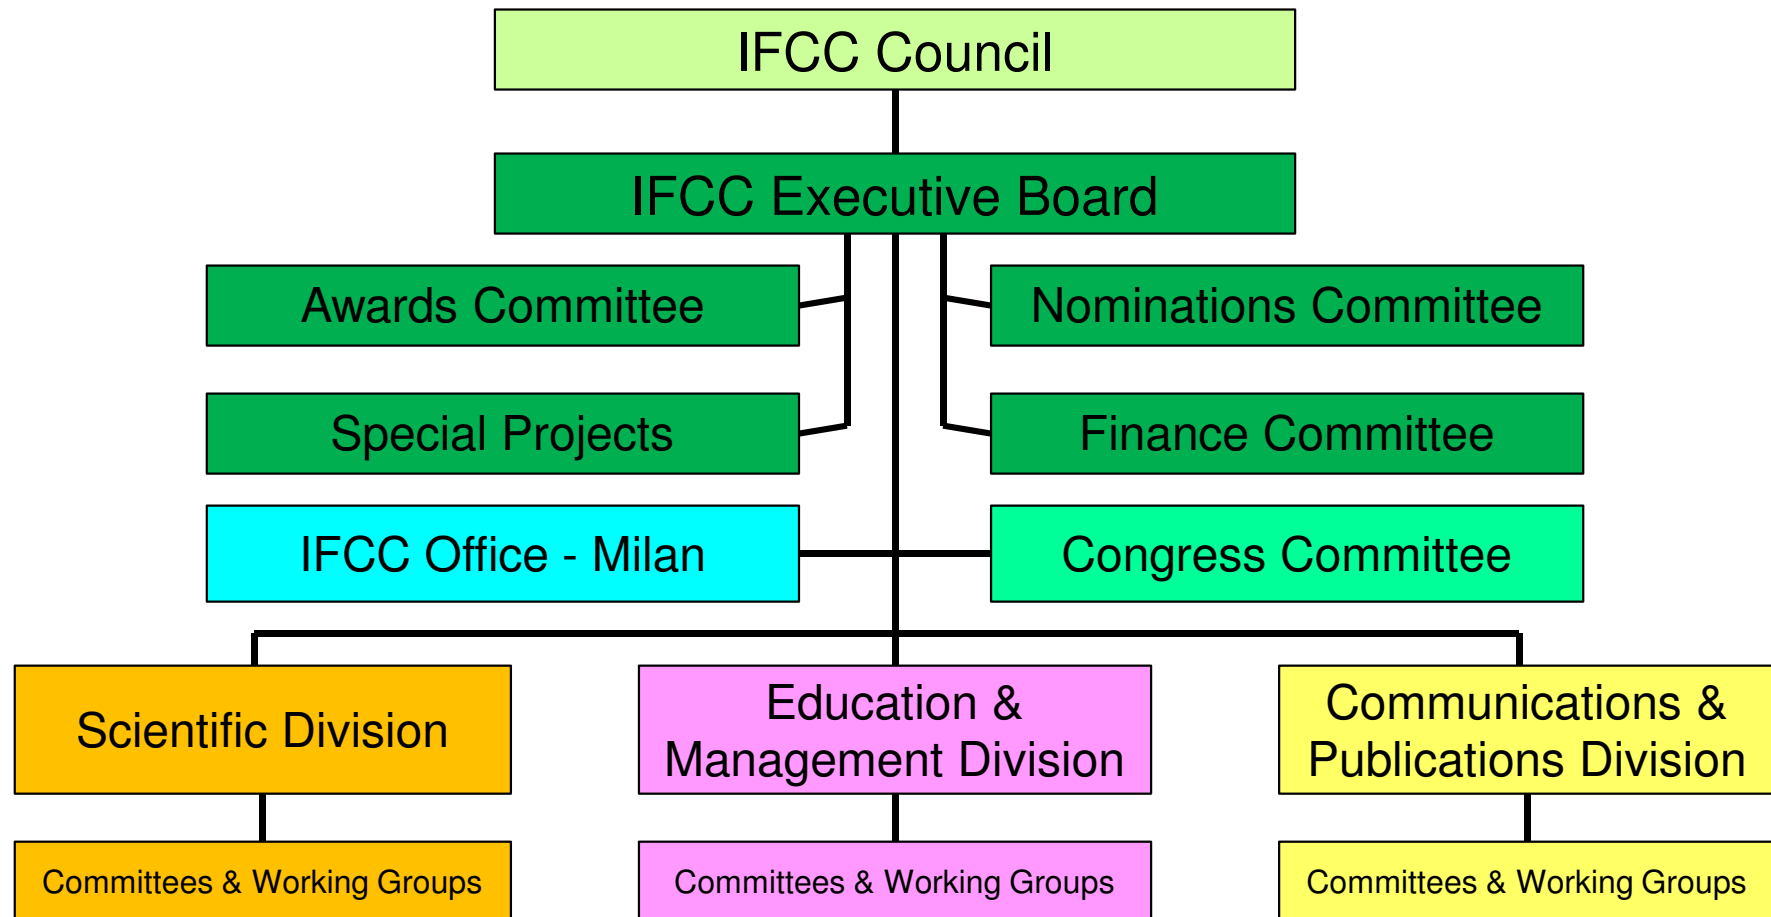 IFCC Council
IFCC Executive Board
Awards Committee
Nominations Committee
Special Projects
Finance Committee
IFCC Office - Milan
Congress Committee
Scientific Division
Education &
Management Division
Communications &
Publications Division
Committees & Working Groups
Committees & Working Groups
Committees & Working Groups